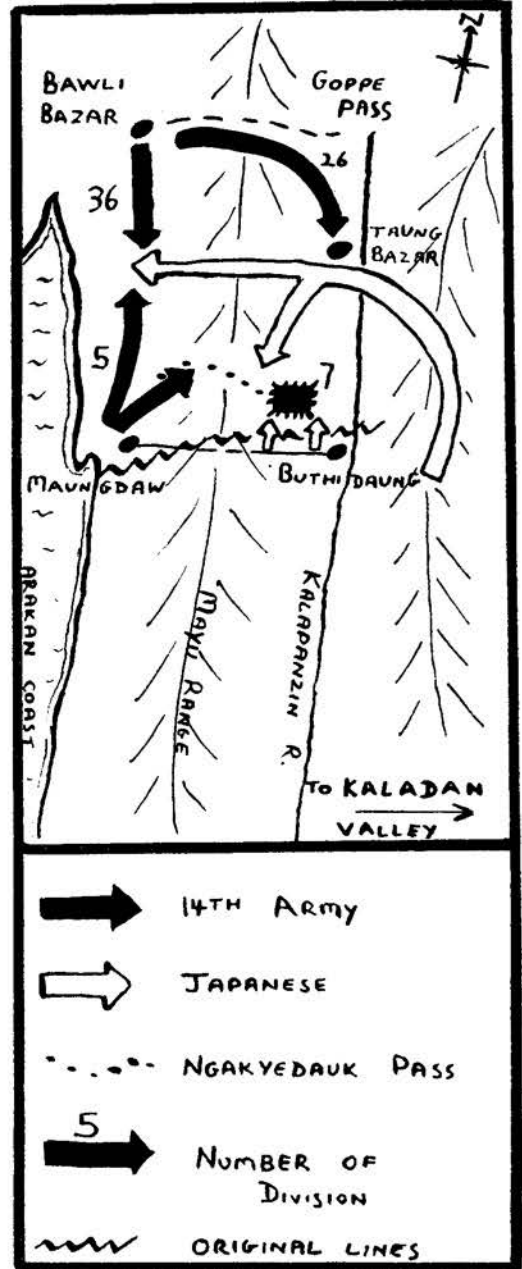 N
BAWLI
BAZAR
GOPPE
PASS
26
36
TAUNG
BAZAR
5
7
MAUNGDAW
BUTHIDAUNG
ARAKAN COAST
MAYU RANGE
KALAPANZIN R.
TO KALADAN
VALLEY
14TH ARMY
JAPANESE
NGAKYEDAUK PASS
5
NUMBER OF
DIVISION
ORIGINAL LINES